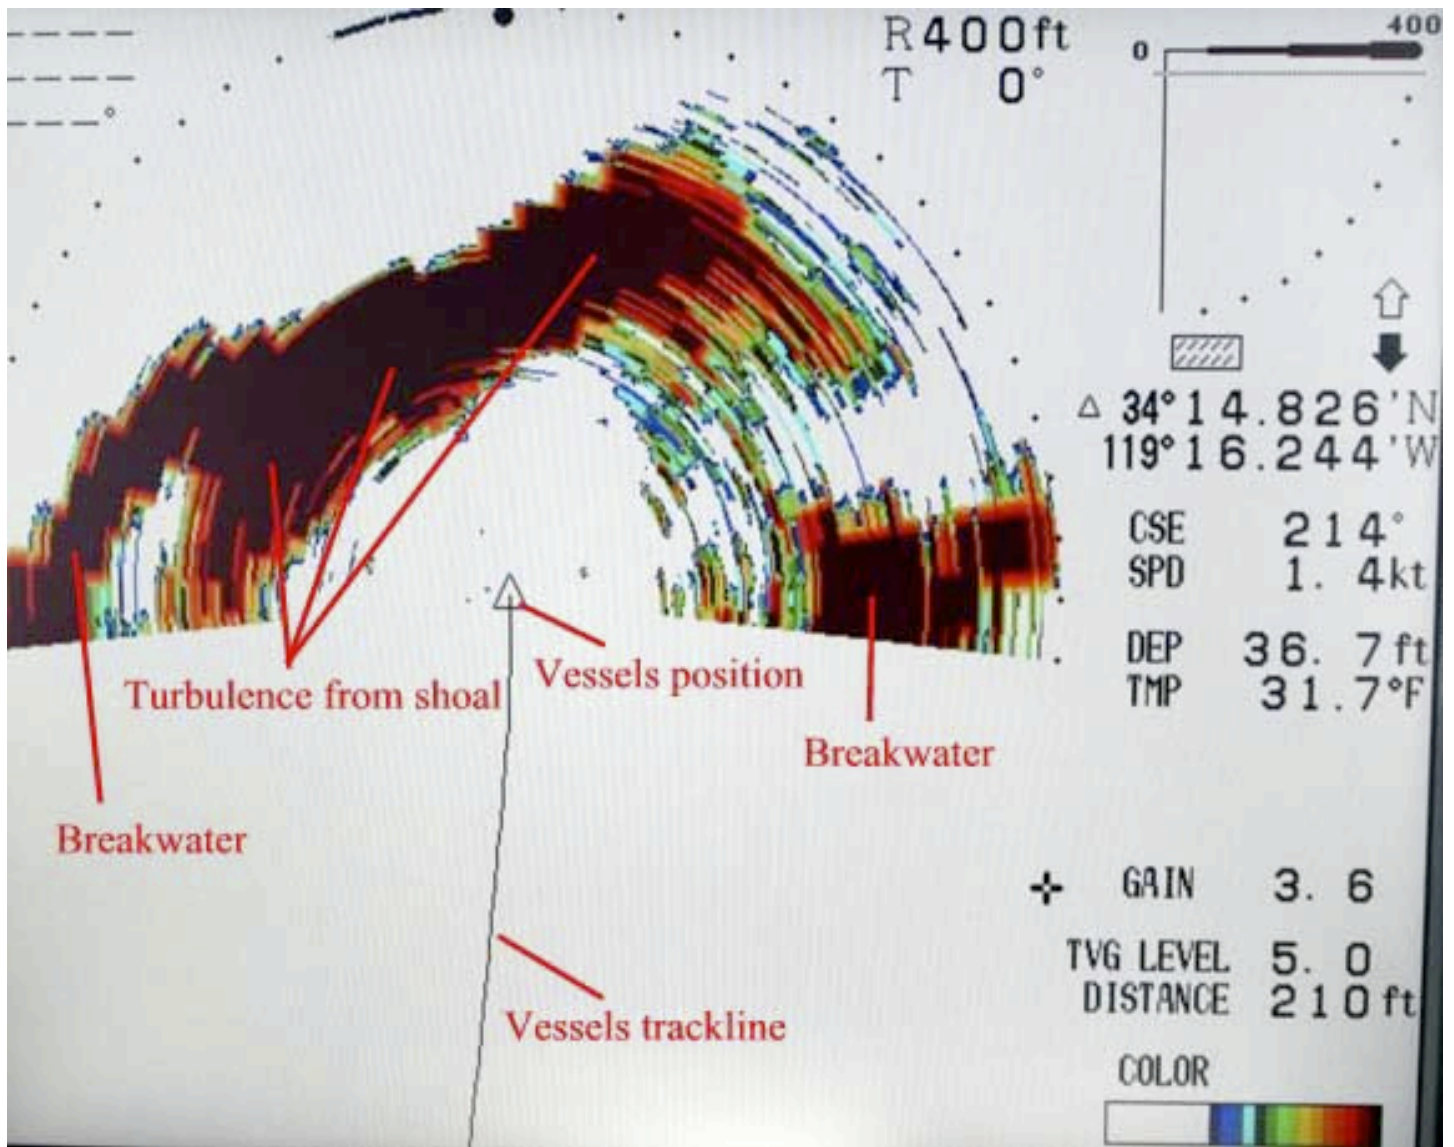 R400ft
T 0°
0
400
°
△ 34°14.826'N
119°16.244'W
CSE 214°
SPD 1.4kt
DEP 36.7ft
TMP 31.7°F
Turbulence from shoal
Vessels position
Breakwater
Breakwater
GAIN 3.6
TVG LEVEL 5.0
DISTANCE 210ft
Vessels trackline
COLOR